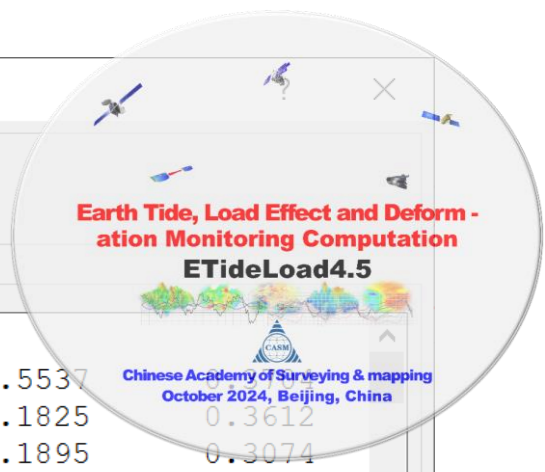 ?
Earth Tide, Load Effect and Deform -
ation Monitoring Computation
ETideLoad4.5
CASM
Chinese Academy of Surveying & mapping
October 2024, Beijing, China
.5537
.1825 0.3612
.1895 0.3074